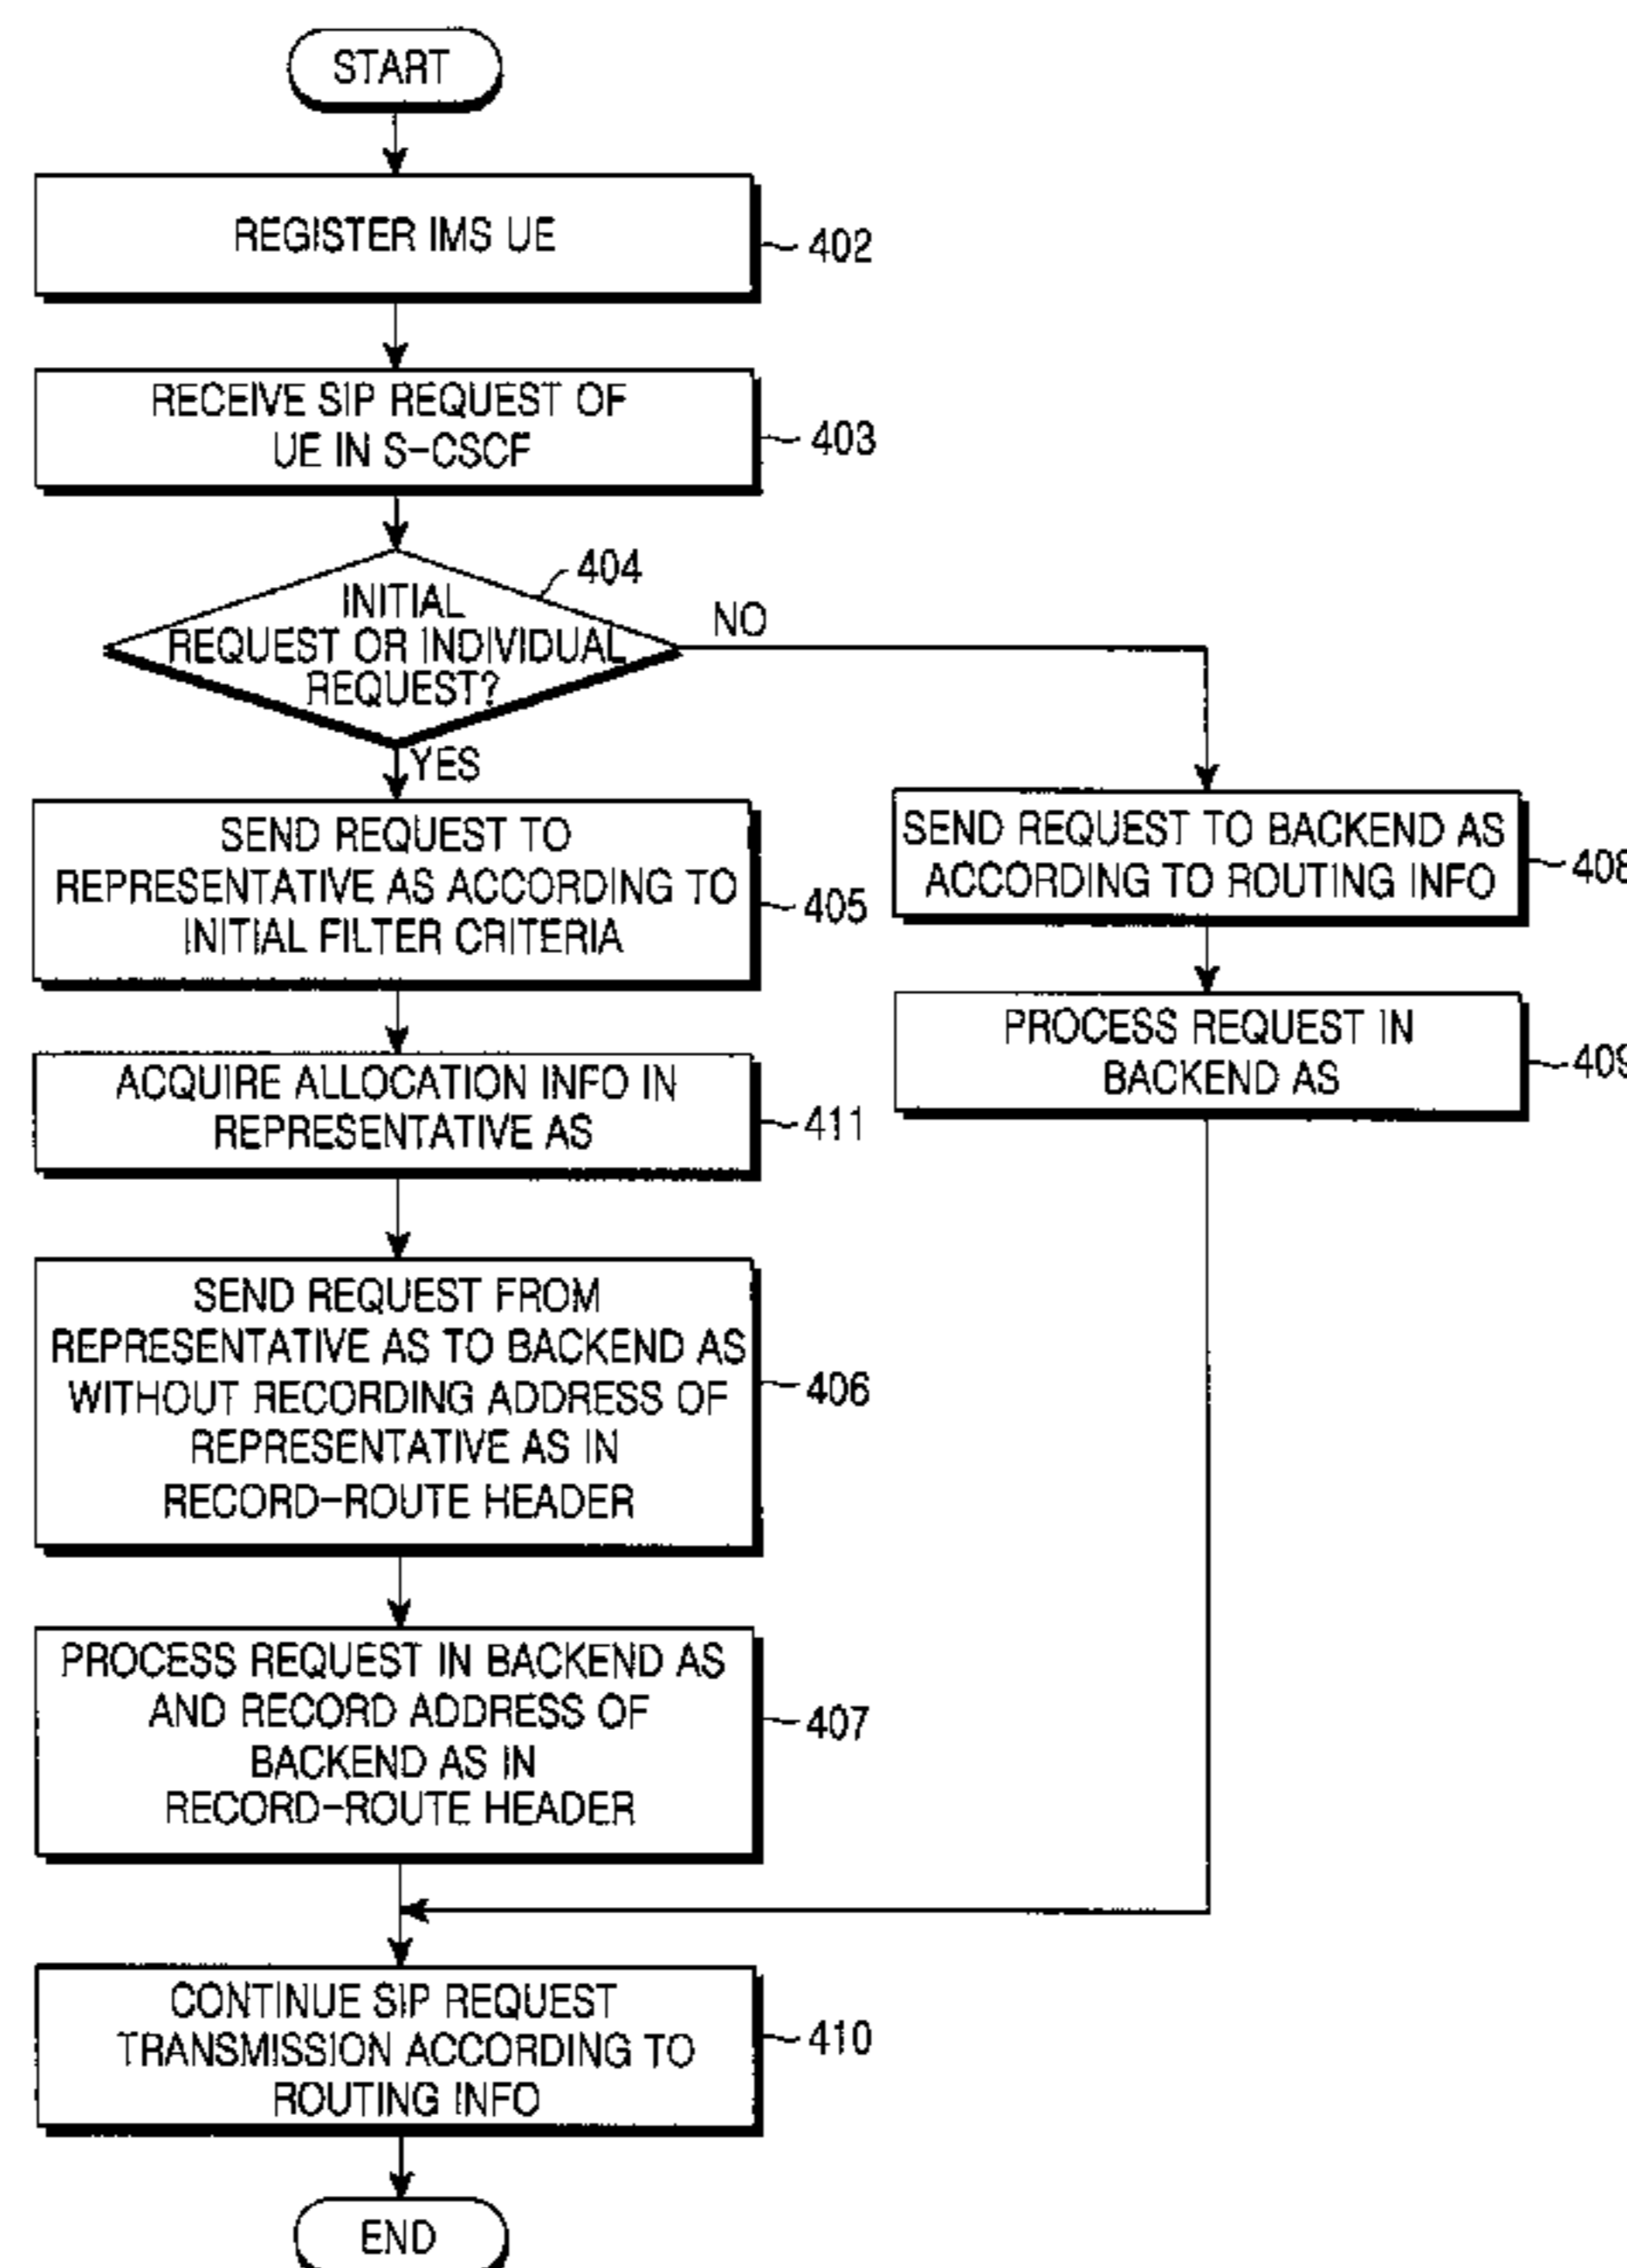 START
REGISTER IMS UE
402
RECEIVE SIP REQUEST OF
UE IN S-CSCF
403
404
INITIAL
REQUEST OR INDIVIDUAL
REQUEST?
NO
YES
SEND REQUEST TO
REPRESENTATIVE AS ACCORDING TO
INITIAL FILTER CRITERIA
405
SEND REQUEST TO BACKEND AS
ACCORDING TO ROUTING INFO
408
ACQUIRE ALLOCATION INFO IN
REPRESENTATIVE AS
411
PROCESS REQUEST IN
BACKEND AS
409
SEND REQUEST FROM
REPRESENTATIVE AS TO BACKEND AS
WITHOUT RECORDING ADDRESS OF
REPRESENTATIVE AS IN
RECORD-ROUTE HEADER
406
PROCESS REQUEST IN BACKEND AS
AND RECORD ADDRESS OF
BACKEND AS IN
RECORD-ROUTE HEADER
407
CONTINUE SIP REQUEST
TRANSMISSION ACCORDING TO
ROUTING INFO
410
END